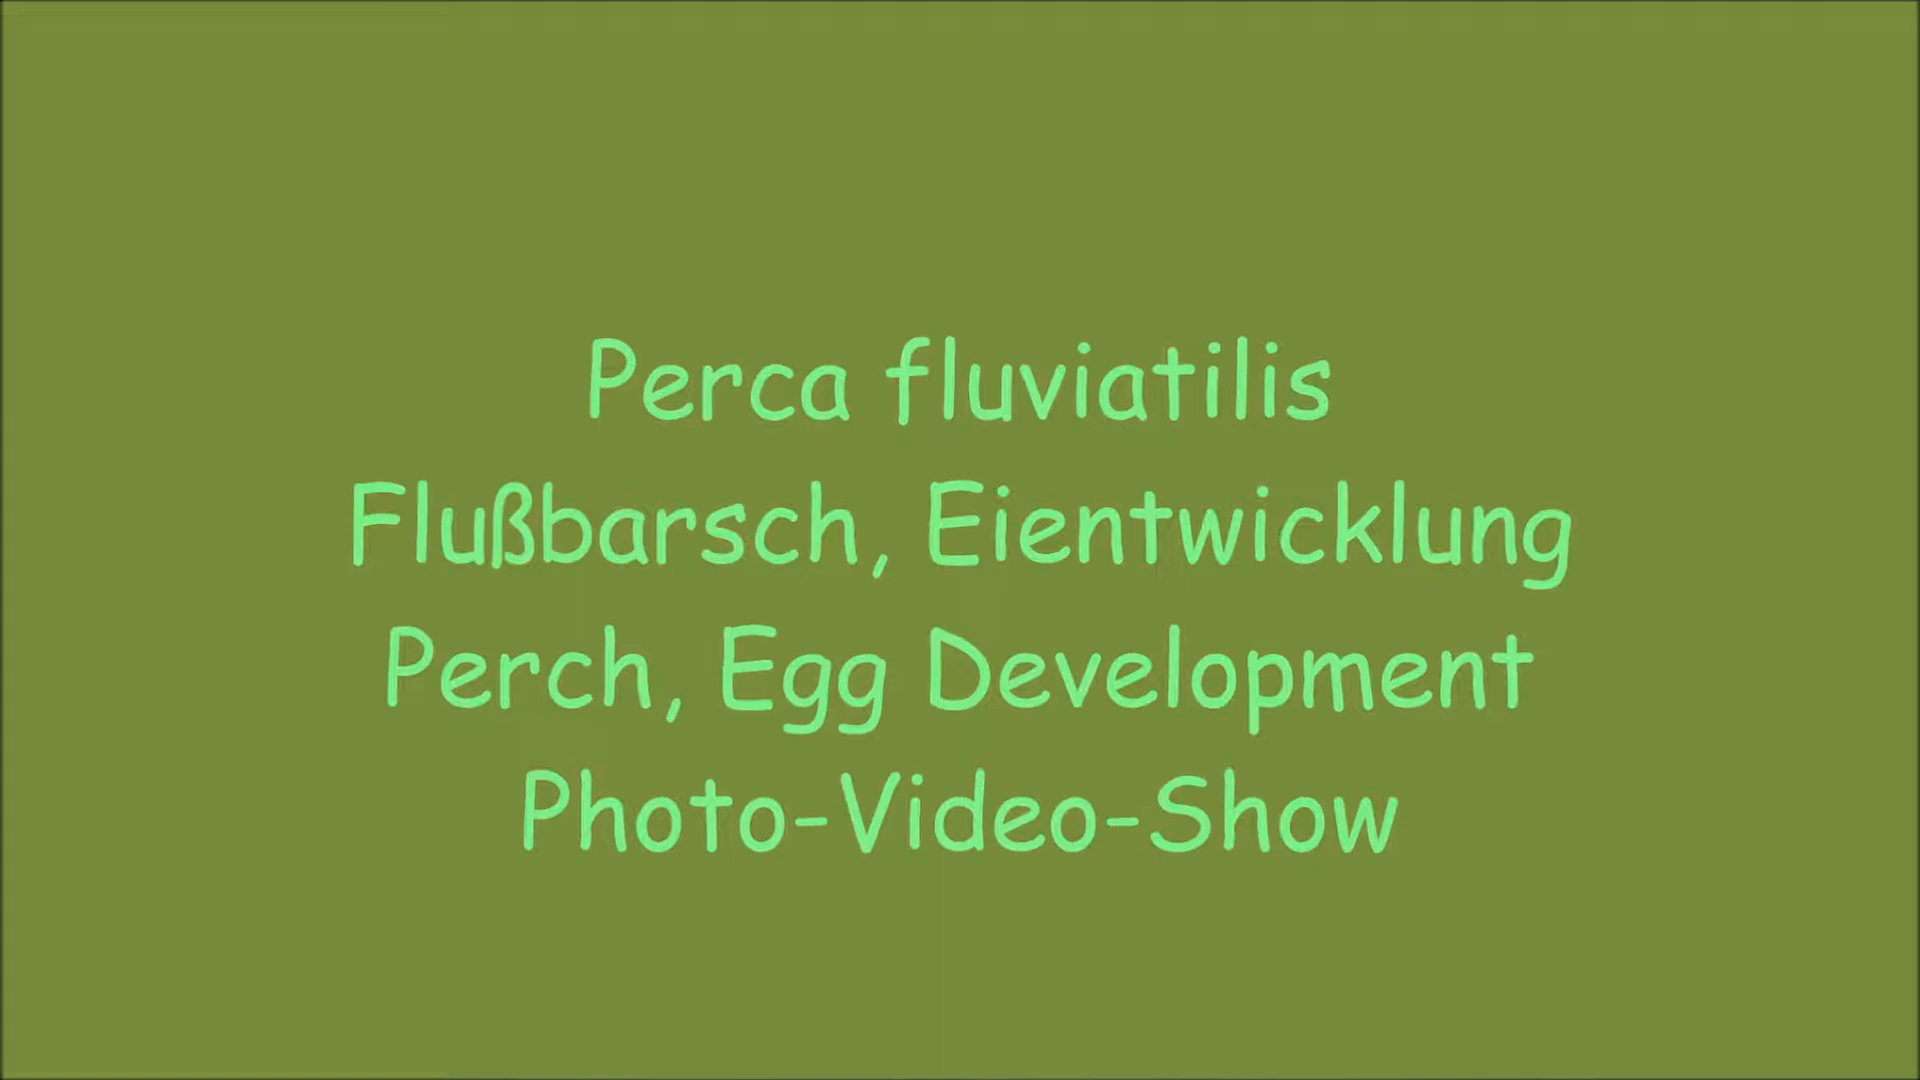 Perca fluviatilis
Flußbarsch, Eientwicklung
Perch, Egg Development
Photo-Video-Show